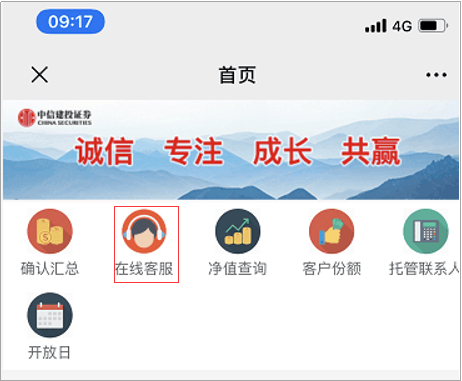 09:17
4G
首页
中信建投证券
CHINA SECURITIES
诚信 专注 成长 共赢
确认汇总
在线客服
净值查询
客户份额
托管联系人
开放日